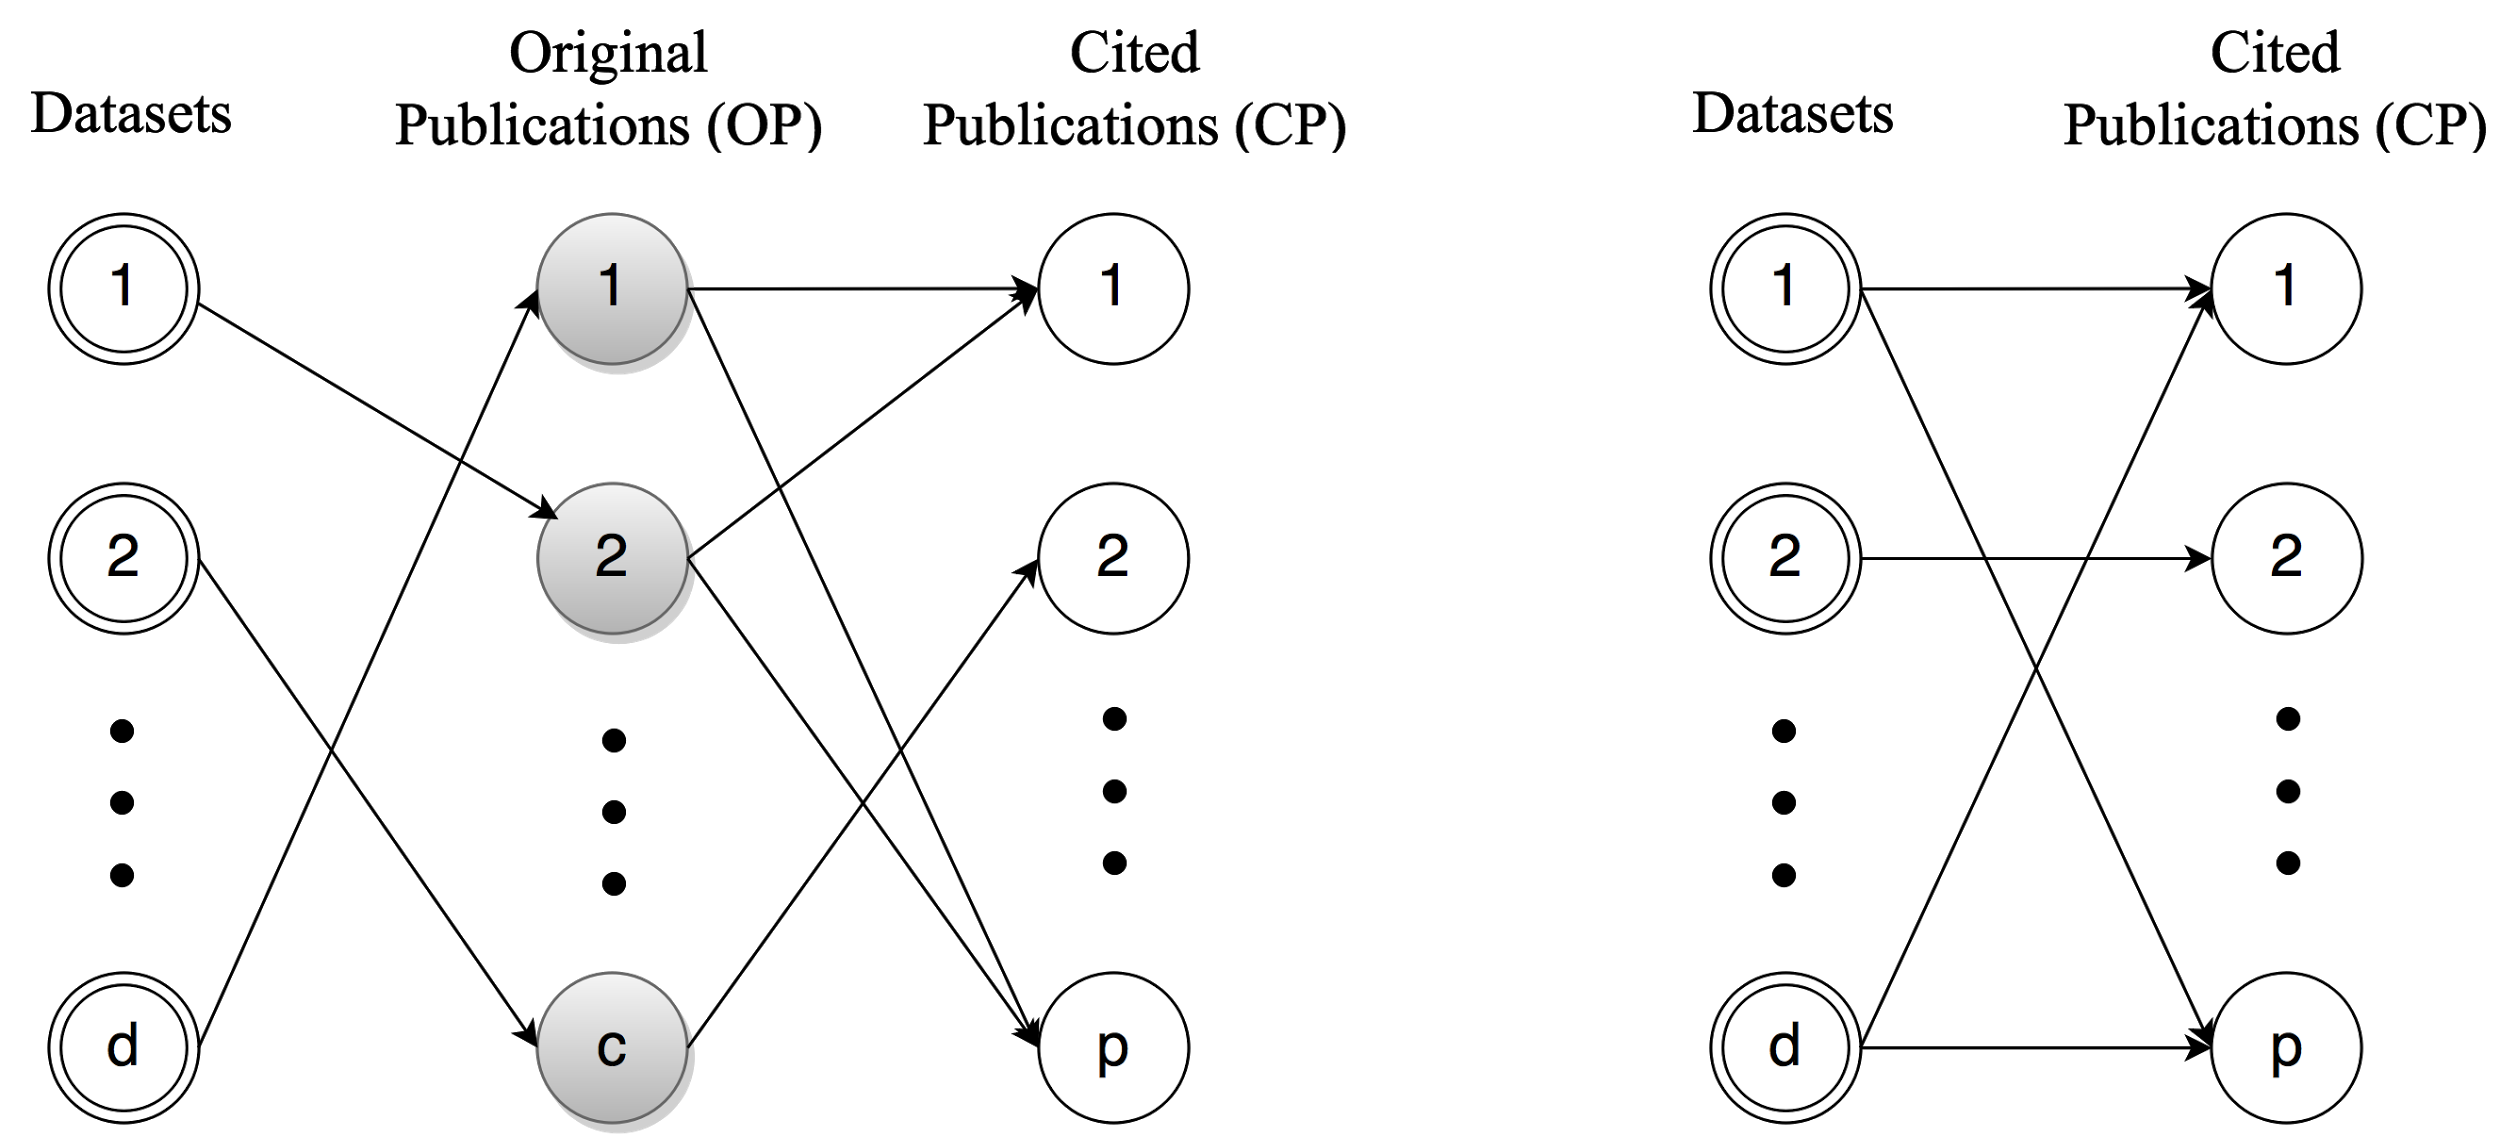 Datasets
Original
Publications (OP)
Cited
Publications (CP)
Datasets
Cited
Publications (CP)
1
1
1
1
1
2
2
2
2
2
d
c
p
d
p